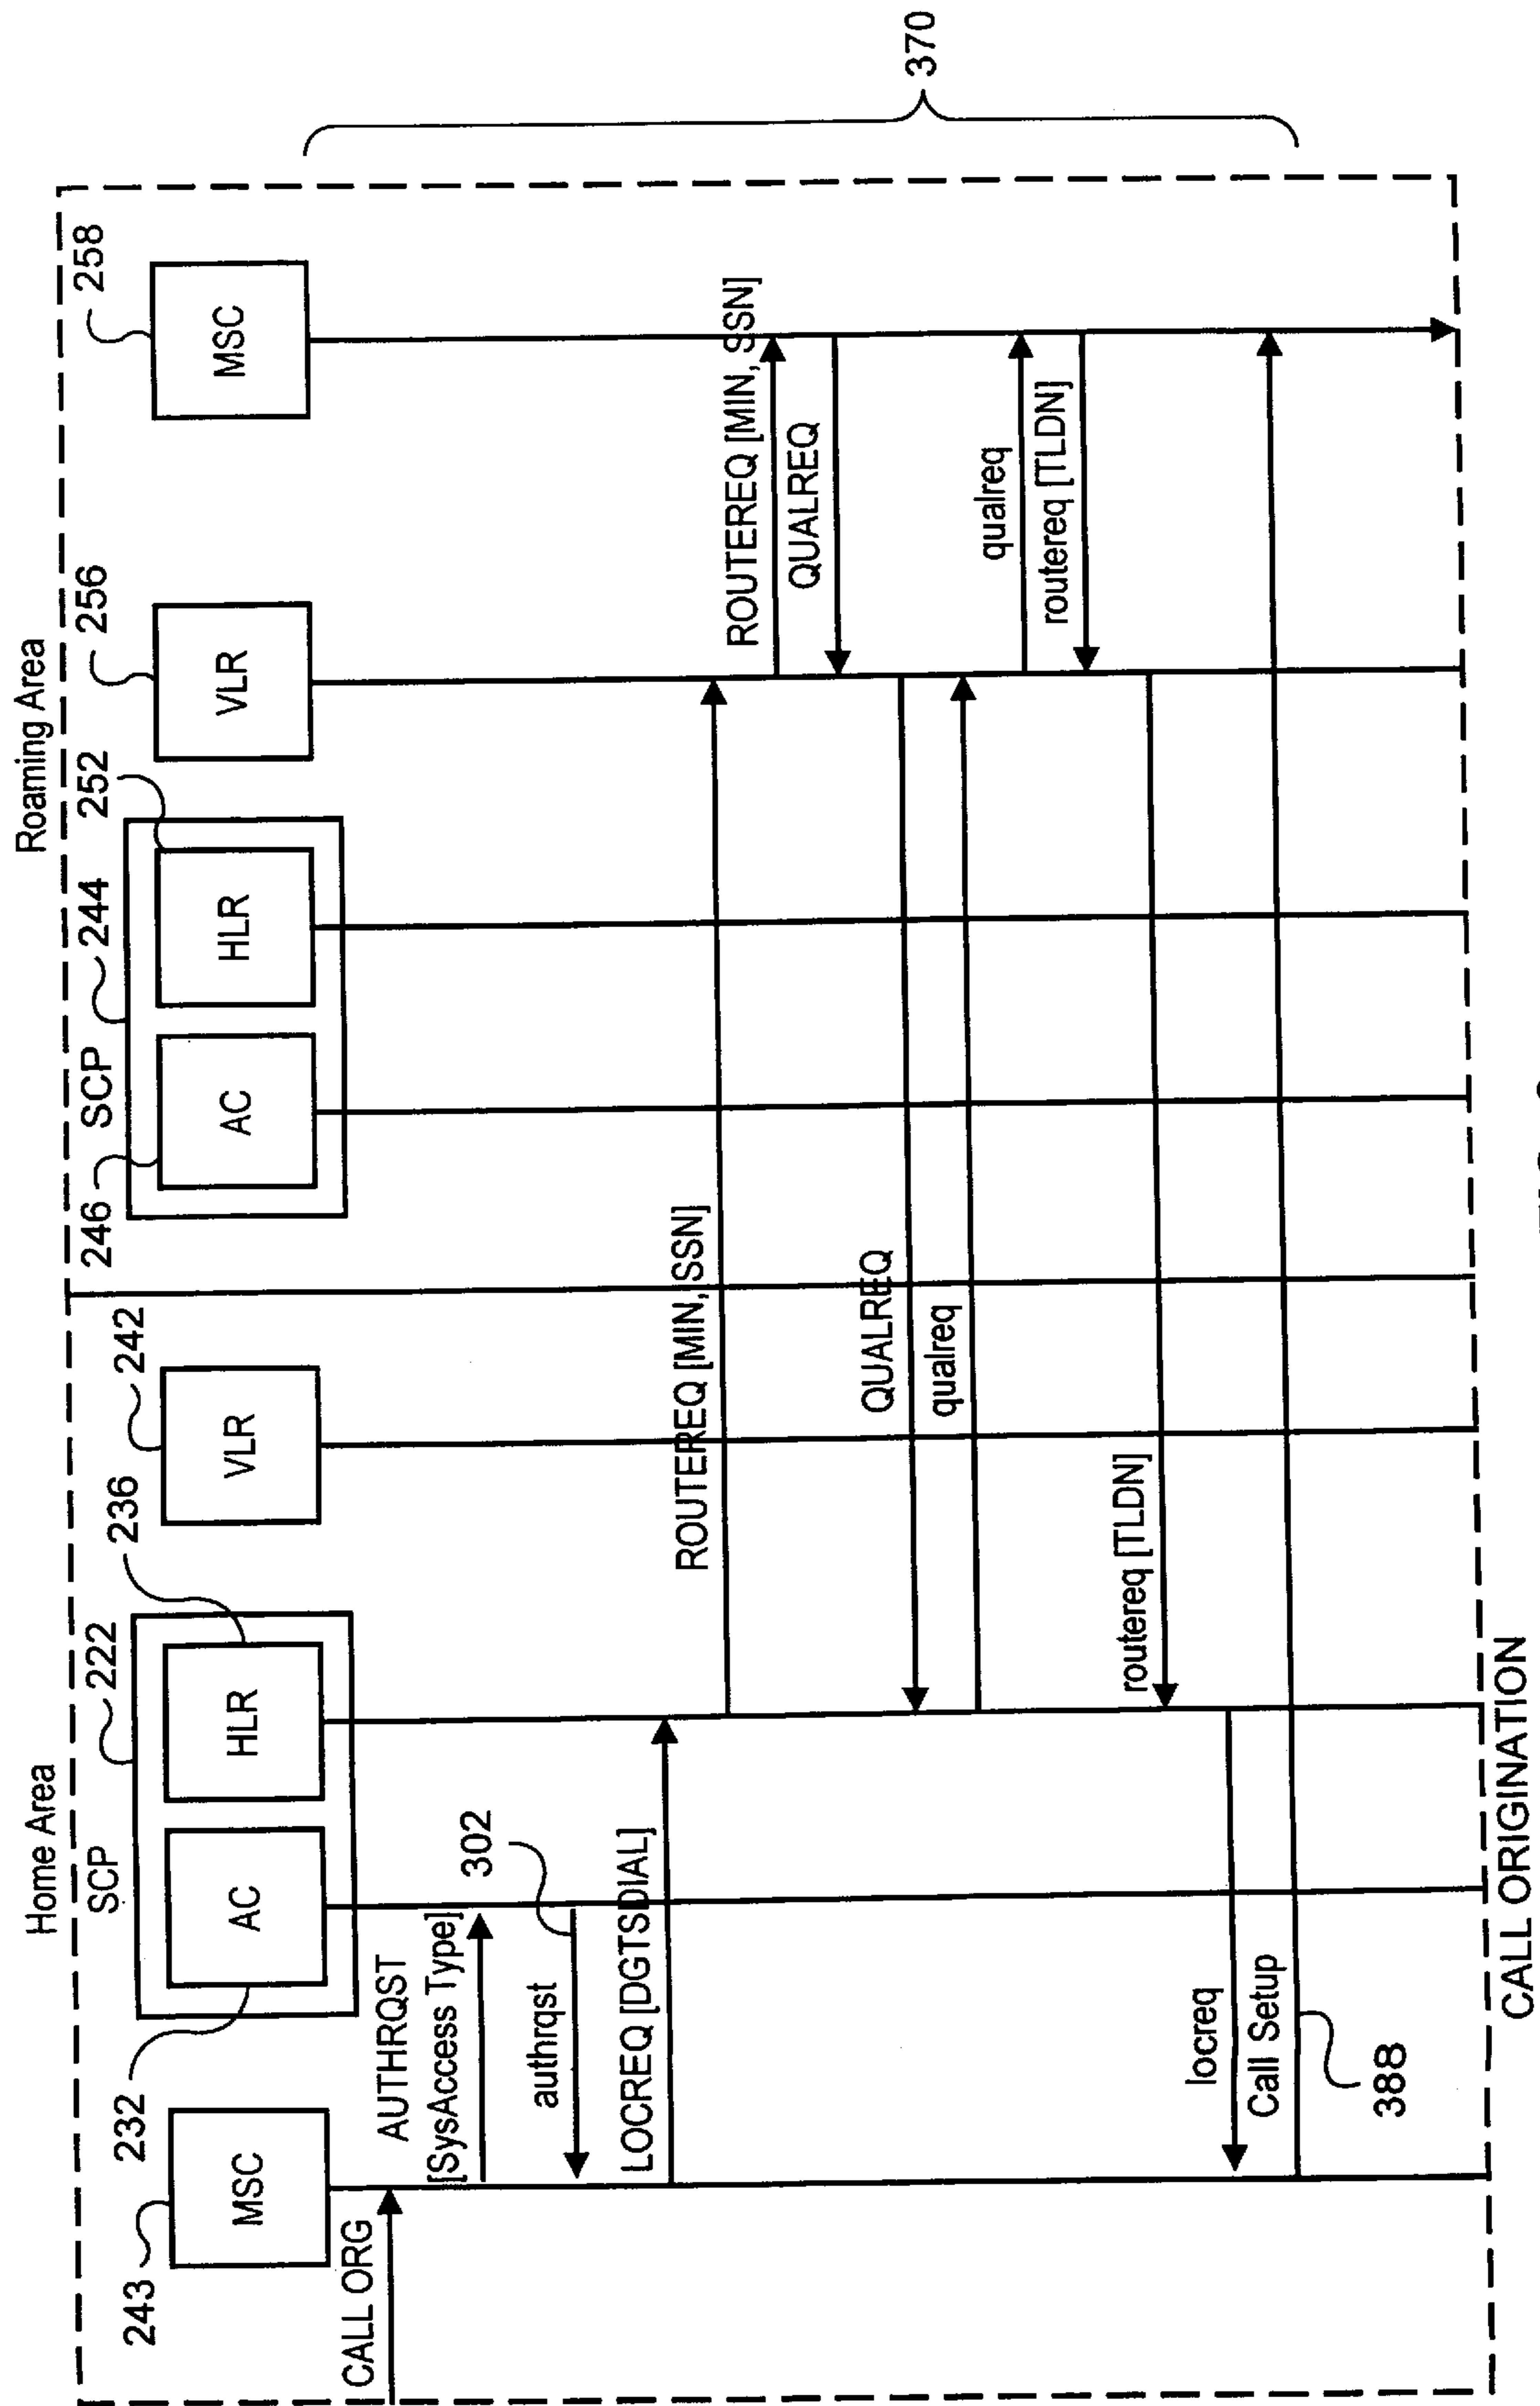 Home Area
Roaming Area
SCP
222
236
242
246
SCP
244
252
256
258
243
232
MSC
AC
HLR
VLR
AC
HLR
VLR
MSC
CALL ORG
AUTHRQST
[SysAccess Type]
authrqst
302
LOCREQ [DGTSDIAL]
ROUTEREQ [MIN, SSN]
ROUTEREQ [MIN, SSN]
QUALREQ
QUALREQ
qualreq
qualreq
routereq [TLDN]
routereq [TLDN]
locreq
Call Setup
388
370
CALL ORIGINATION